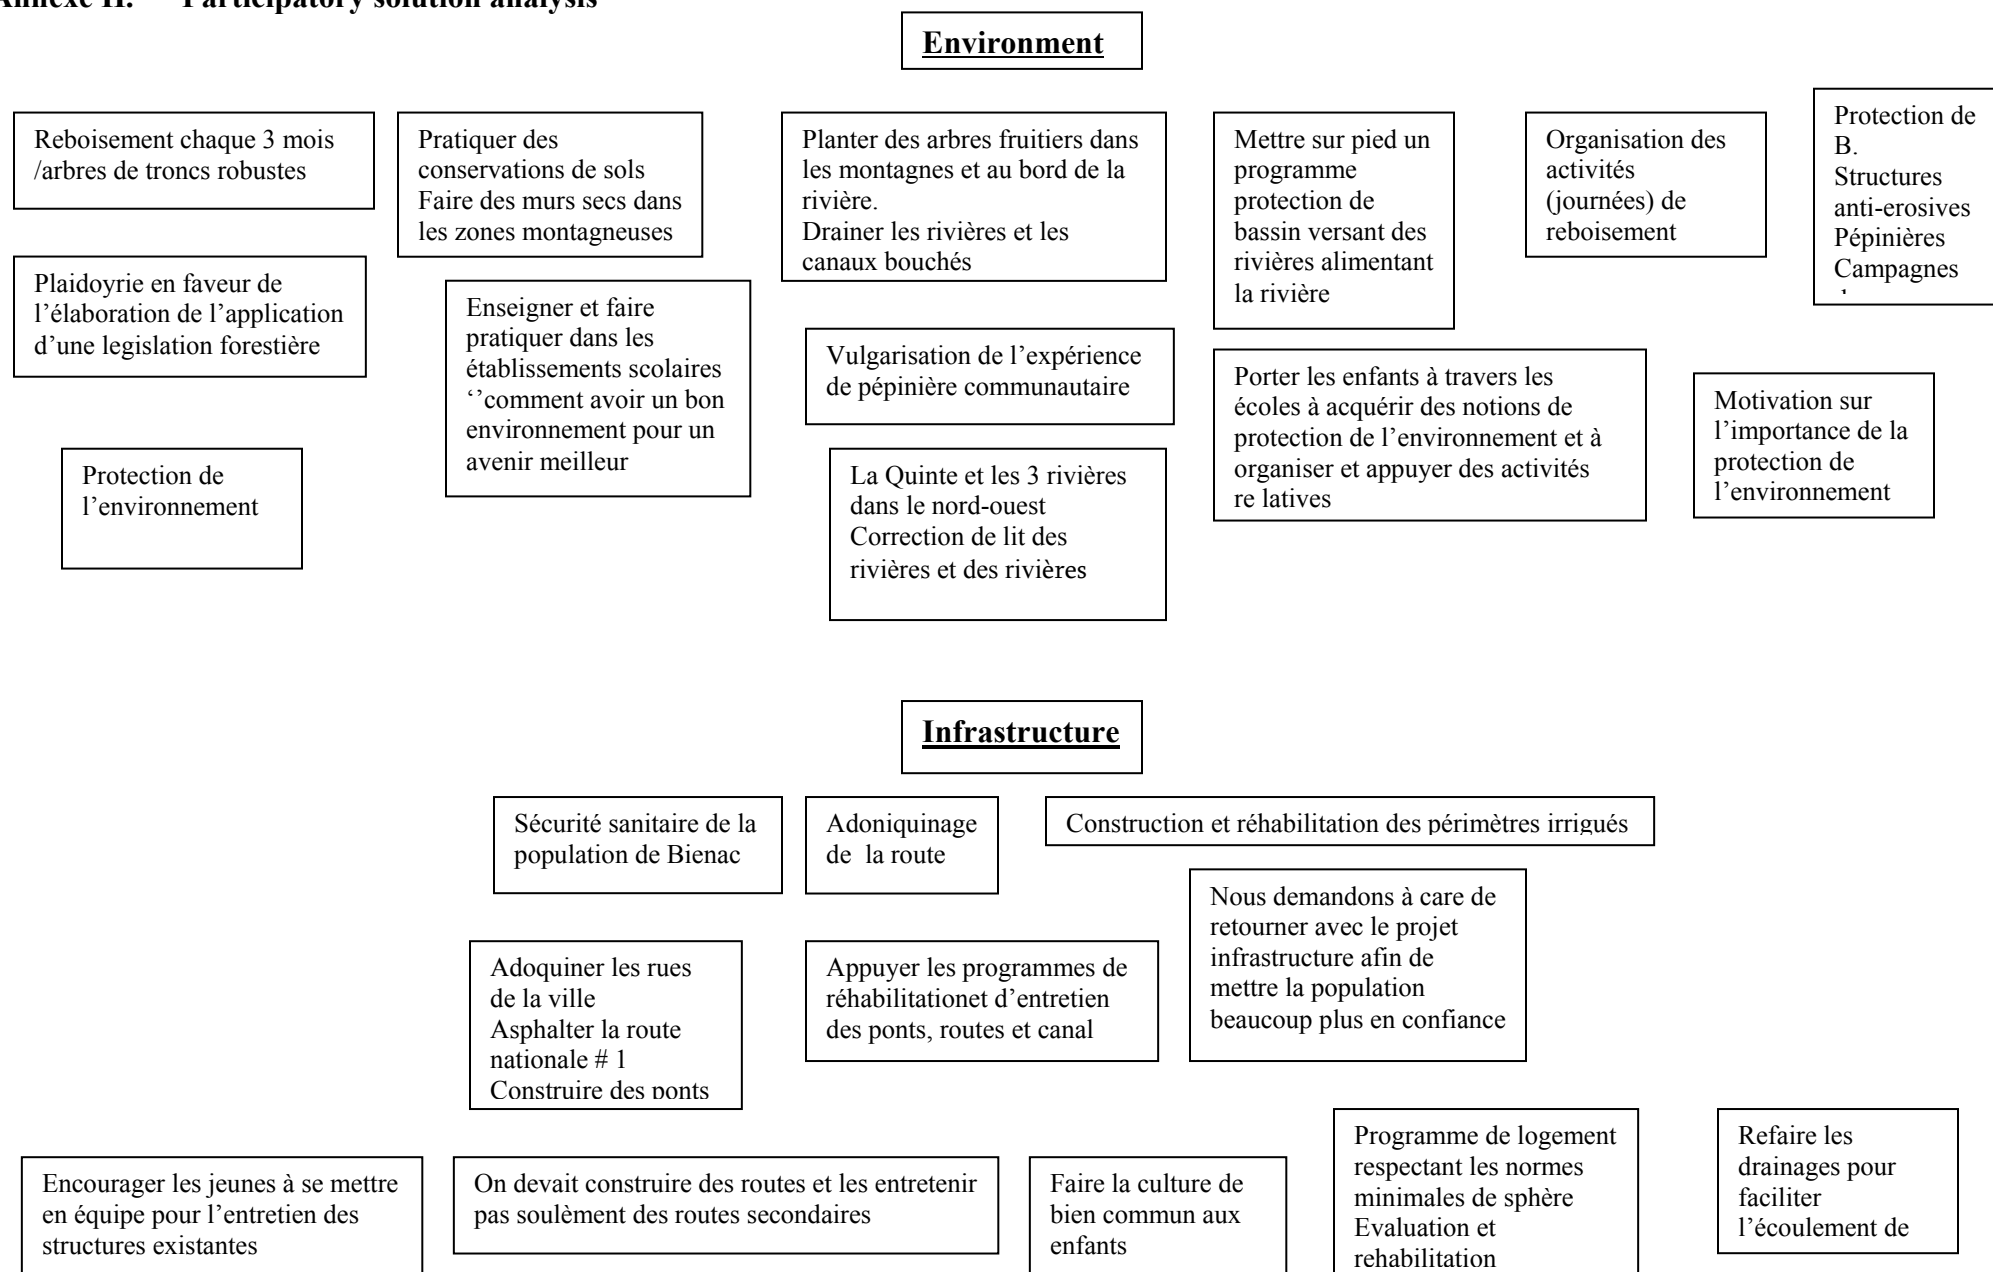 Annexe II. Participatory solution analysis
Environment
Reboisement chaque 3 mois
/arbres de troncs robustes
Pratiquer des
conservations de sols
Faire des murs secs dans
les zones montagneuses
Planter des arbres fruitiers dans
les montagnes et au bord de la
rivière.
Drainer les rivières et les
canaux bouchés
Mettre sur pied un
programme
protection de
bassin versant des
rivières alimentant
la rivière
Organisation des
activités
(journées) de
reboisement
Protection de
B.
Structures
anti-erosives
Pépinières
Campagnes
Plaidoyrie en faveur de
l’élaboration de l’application
d’une legislation forestière
Enseigner et faire
pratiquer dans les
établissements scolaires
‘’comment avoir un bon
environnement pour un
avenir meilleur
Vulgarisation de l’expérience
de pépinière communautaire
Porter les enfants à travers les
écoles à acquérir des notions de
protection de l’environnement et à
organiser et appuyer des activités
re latives
Motivation sur
l’importance de la
protection de
l’environnement
Protection de
l’environnement
La Quinte et les 3 rivières
dans le nord-ouest
Correction de lit des
rivières et des rivières
Infrastructure
Sécurité sanitaire de la
population de Bienac
Adoniquinage
de la route
Construction et réhabilitation des périmètres irrigués
Nous demandons à care de
retourner avec le projet
infrastructure afin de
mettre la population
beaucoup plus en confiance
Adoquiner les rues
de la ville
Asphalter la route
nationale # 1
Construire des ponts
Appuyer les programmes de
réhabilitationet d’entretien
des ponts, routes et canal
Encourager les jeunes à se mettre
en équipe pour l’entretien des
structures existantes
On devait construire des routes et les entretenir
pas soulèment des routes secondaires
Faire la culture de
bien commun aux
enfants
Programme de logement
respectant les normes
minimales de sphère
Evaluation et
rehabilitation
Refaire les
drainages pour
faciliter
l’écoulement de